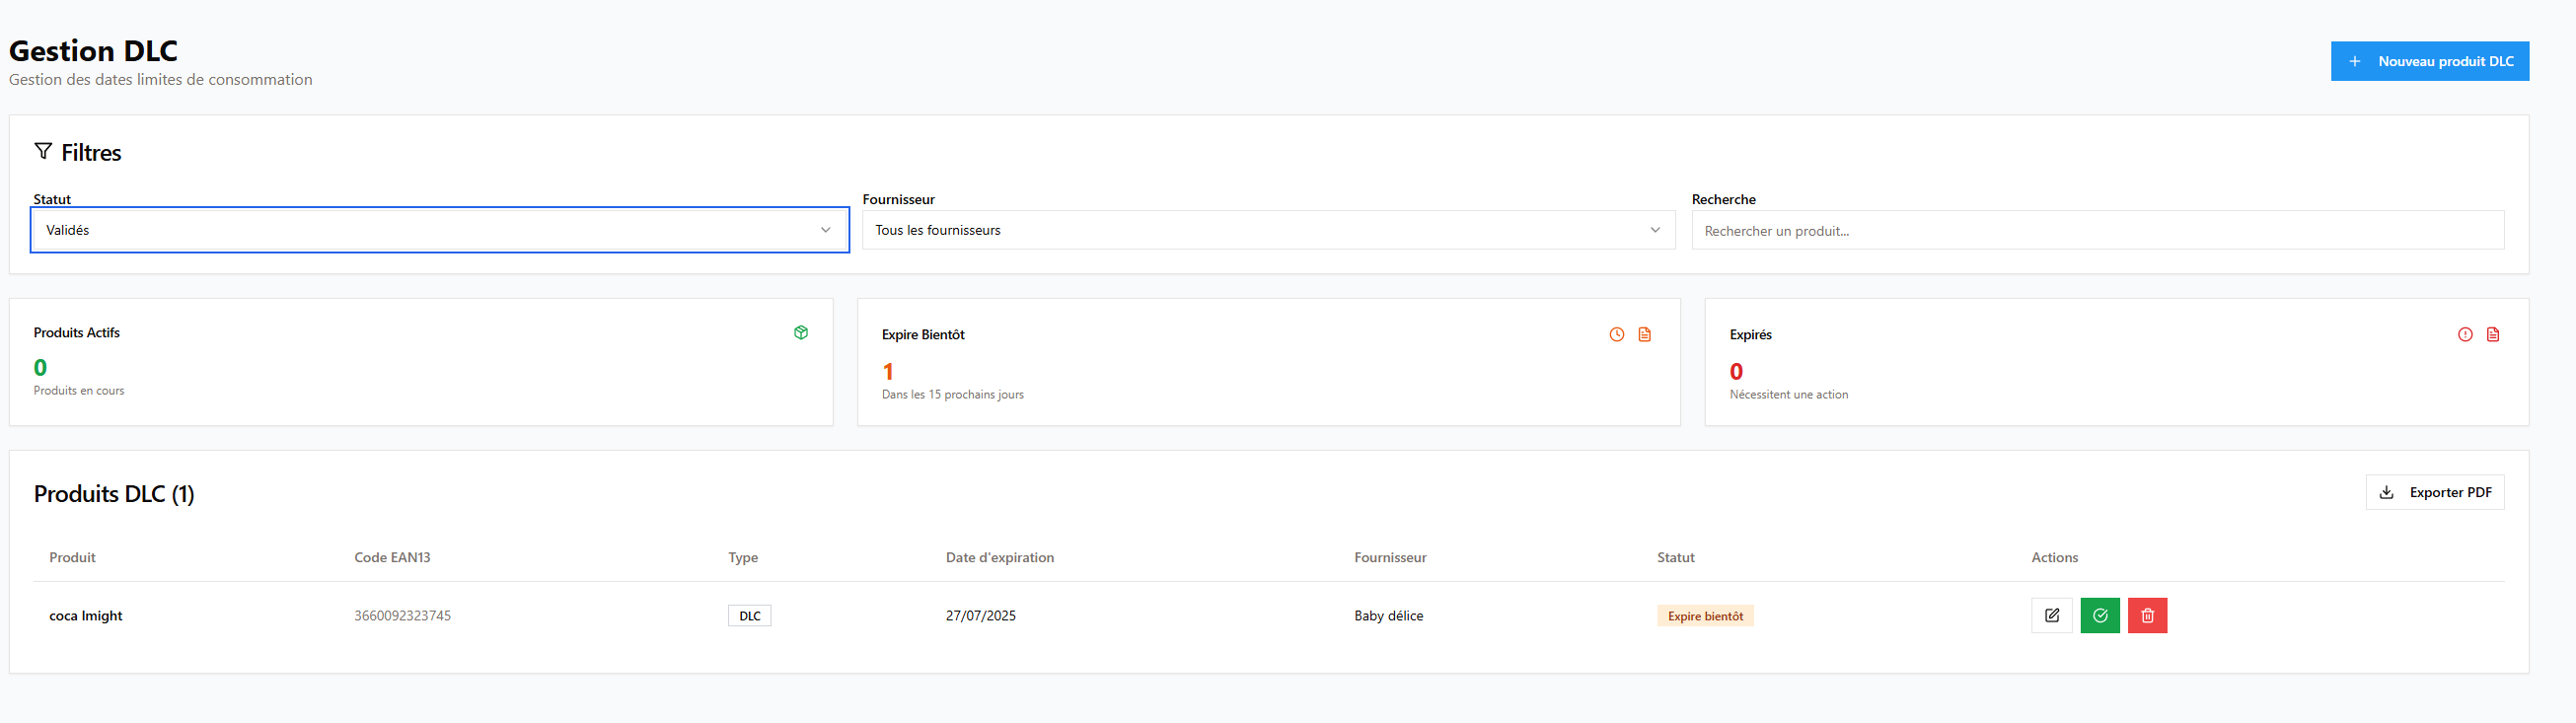 Gestion DLC
Gestion des dates limites de consommation
Nouveau produit DLC
Filtres
Statut
Validés
Fournisseur
Tous les fournisseurs
Recherche
Rechercher un produit...
Produits Actifs
0
Produits en cours
Expire Bientôt
1
Dans les 15 prochains jours
Expirés
0
Nécessitent une action
Produits DLC (1)
Exporter PDF
Produit Code EAN13 Type Date d'expiration Fournisseur Statut Actions
coca lmight 3660092323745 DLC 27/07/2025 Baby délice Expire bientôt